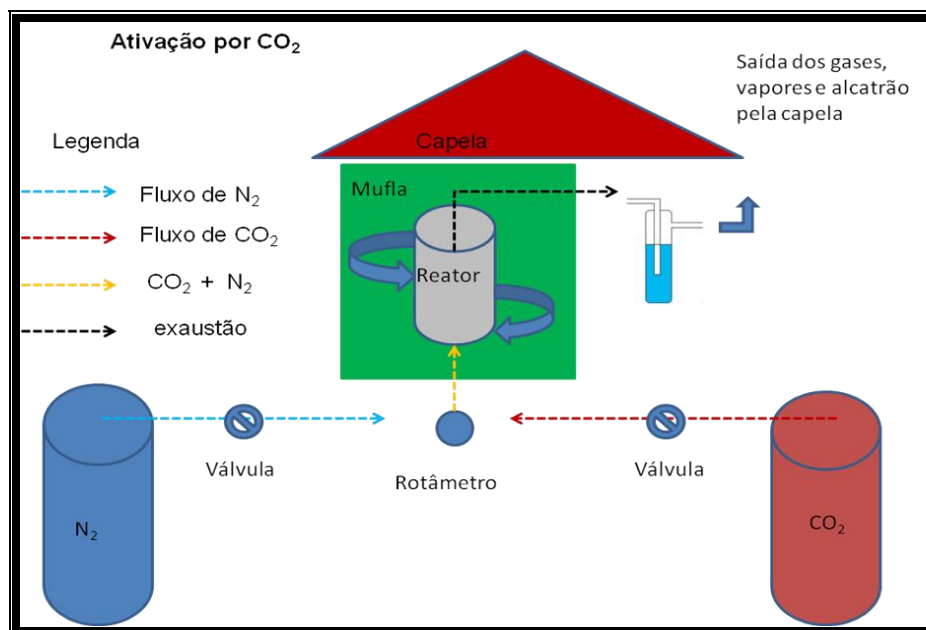 Ativação por CO₂
Saída dos gases,
vapores e alcatrão
pela capela
Legenda
Capela
Mufla
Fluxo de N₂
Fluxo de CO₂
Reator
CO₂ + N₂
exaustão
Válvula
Rotâmetro
Válvula
N₂
CO₂